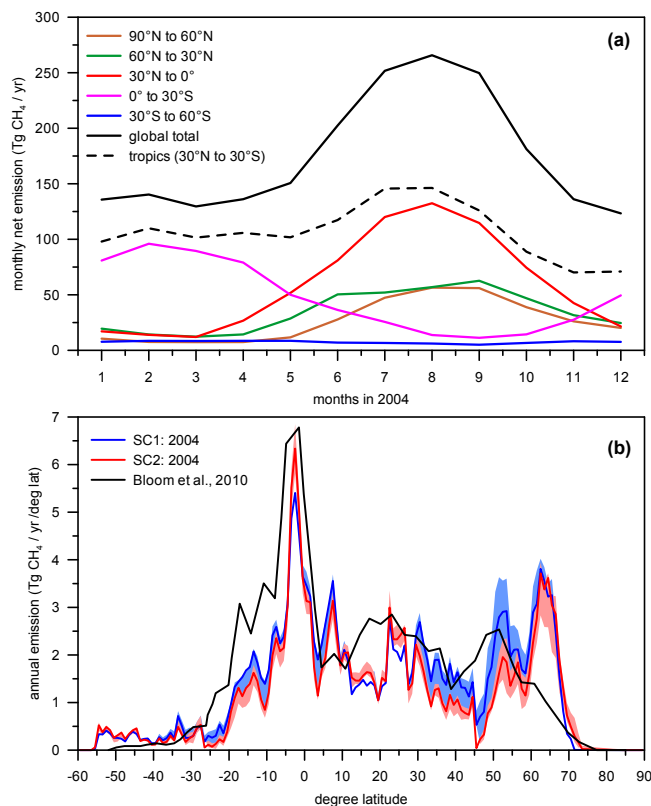 (a)
300
250
200
150
100
50
0
monthly net emission (Tg CH4 / yr)
90°N to 60°N
60°N to 30°N
30°N to 0°
0° to 30°S
30°S to 60°S
global total
tropics (30°N to 30°S)
1 2 3 4 5 6 7 8 9 10 11 12
months in 2004
(b)
7
6
5
4
3
2
1
0
annual emission (Tg CH4 / yr /deg lat)
SC1: 2004
SC2: 2004
Bloom et al., 2010
-60 -50 -40 -30 -20 -10 0 10 20 30 40 50 60 70 80 90
degree latitude